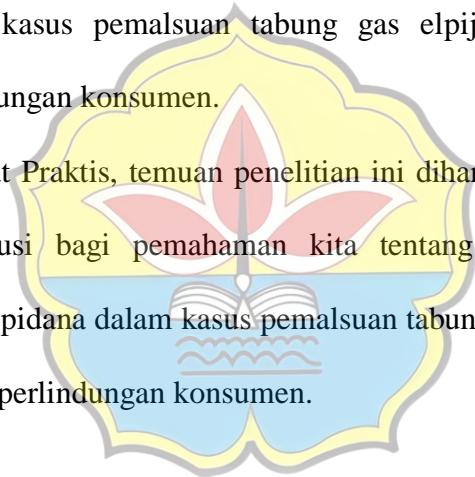 kasus pemalsuan tabung gas elpij
ungan konsumen.
t Praktis, temuan penelitian ini dihar
usi bagi pemahaman kita tentang
pidana dalam kasus pemalsuan tabun
perlindungan konsumen.